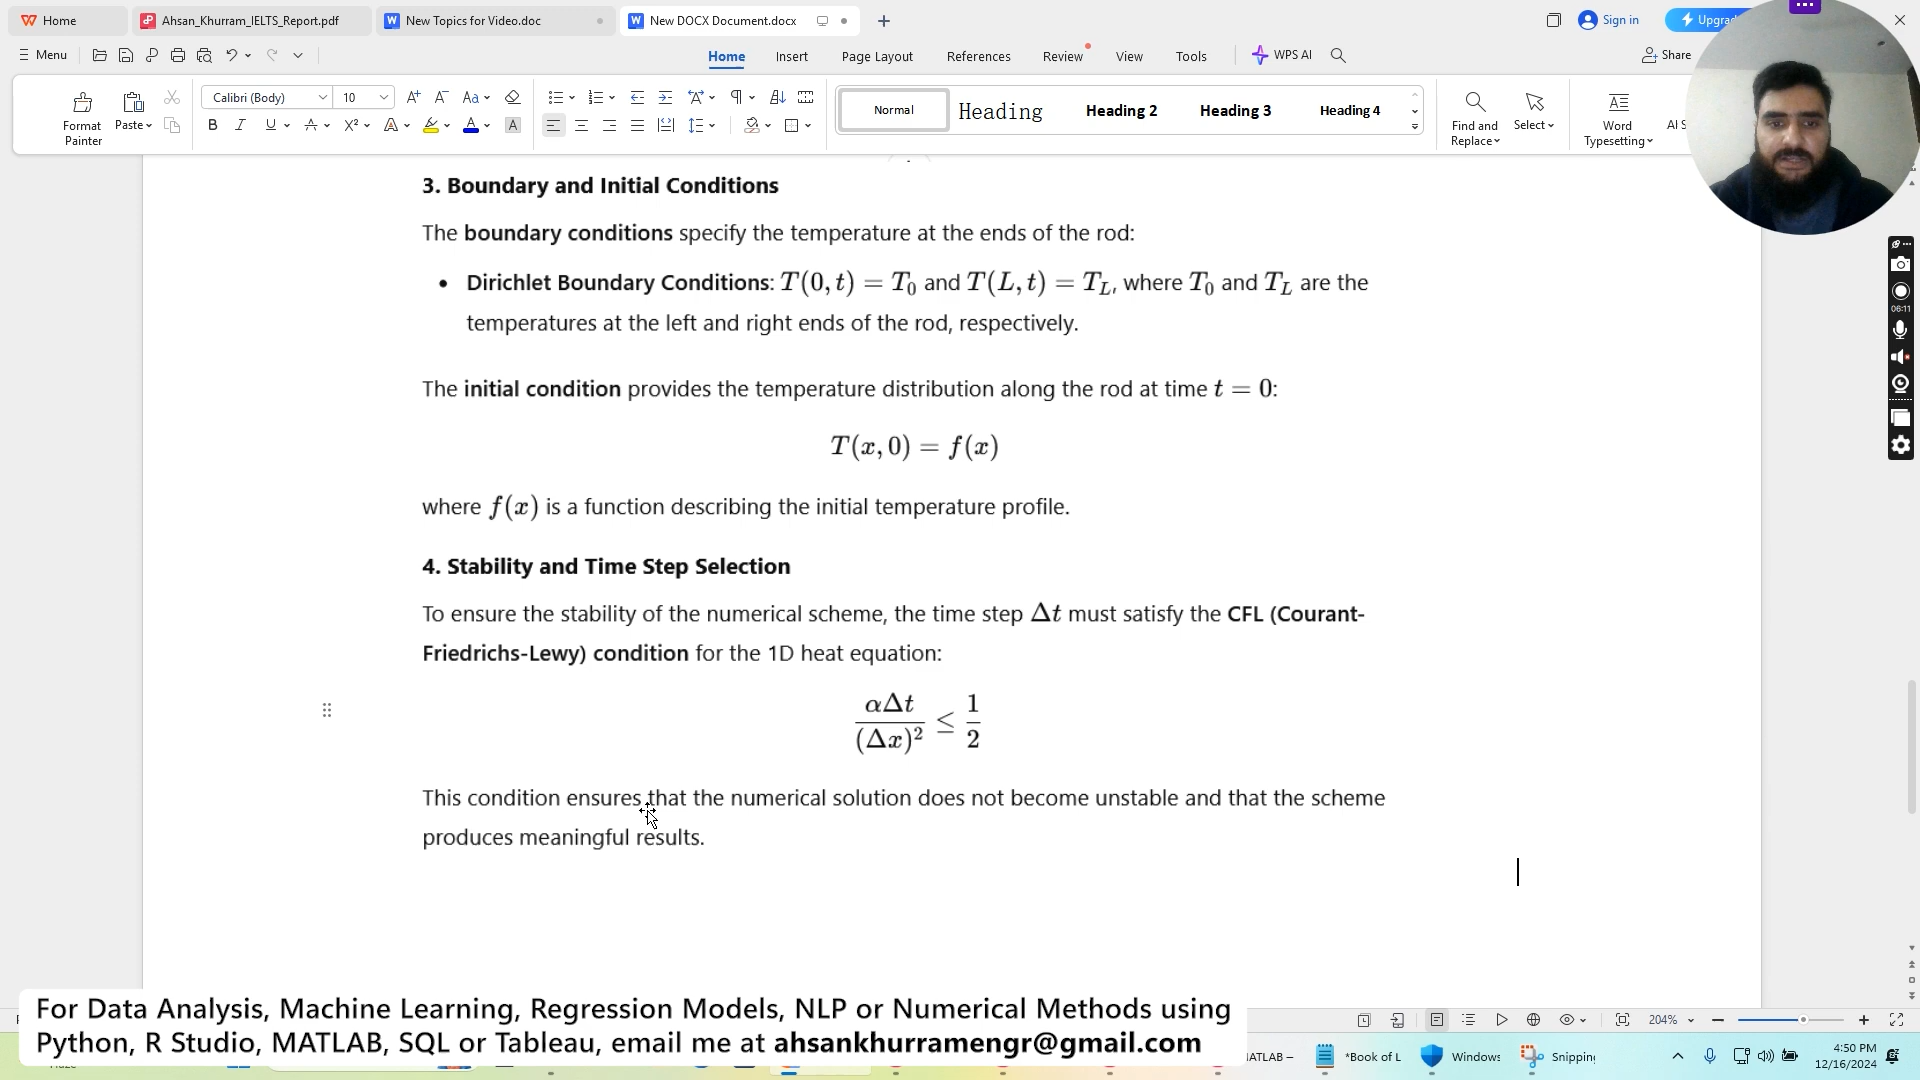 Home
Ahsan_Khurram_IELTS_Report.pdf
New Topics for Video.doc
New DOCX Document.docx
Sign in
Menu
Home
Insert
Page Layout
References
Review
View
Tools
WPS AI
Share
Format Painter
Paste
Calibri (Body)
10
Normal
Heading
Heading 2
Heading 3
Heading 4
Find and Replace
Select
Word Typesetting
06:11
3. Boundary and Initial Conditions
The boundary conditions specify the temperature at the ends of the rod:
• Dirichlet Boundary Conditions: T(0, t) = T₀ and T(L, t) = T_L, where T₀ and T_L are the
temperatures at the left and right ends of the rod, respectively.
The initial condition provides the temperature distribution along the rod at time t = 0:
T(x, 0) = f(x)
where f(x) is a function describing the initial temperature profile.
4. Stability and Time Step Selection
To ensure the stability of the numerical scheme, the time step Δt must satisfy the CFL (Courant-
Friedrichs-Lewy) condition for the 1D heat equation:
αΔt/(Δx)² ≤ 1/2
This condition ensures that the numerical solution does not become unstable and that the scheme
produces meaningful results.
204%
For Data Analysis, Machine Learning, Regression Models, NLP or Numerical Methods using
Python, R Studio, MATLAB, SQL or Tableau, email me at ahsankhurramengr@gmail.com
*Book of L
Windows
Snipping
4:50 PM
12/16/2024